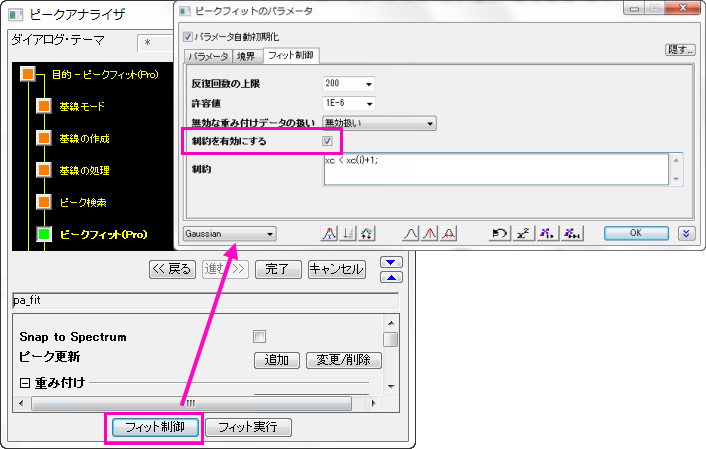 ピークアナライザ
ダイアログ・テーマ
*
目的 - ピークフィット(Pro)
基線モード
基線の作成
基線の処理
ピーク検索
ピークフィット(Pro)
<< 戻る
進む >>
完了
キャンセル
pa_fit
Snap to Spectrum
ピーク更新
追加
変更/削除
重み付け
フィット制御
フィット実行
ピークフィットのパラメータ
パラメータ自動初期化
隠す..
パラメータ
境界
フィット制御
反復回数の上限
200
許容値
1E-6
無効な重み付けデータの扱い
無効扱い
制約を有効にする
制約
xc < xc(i)+1;
Gaussian
OK